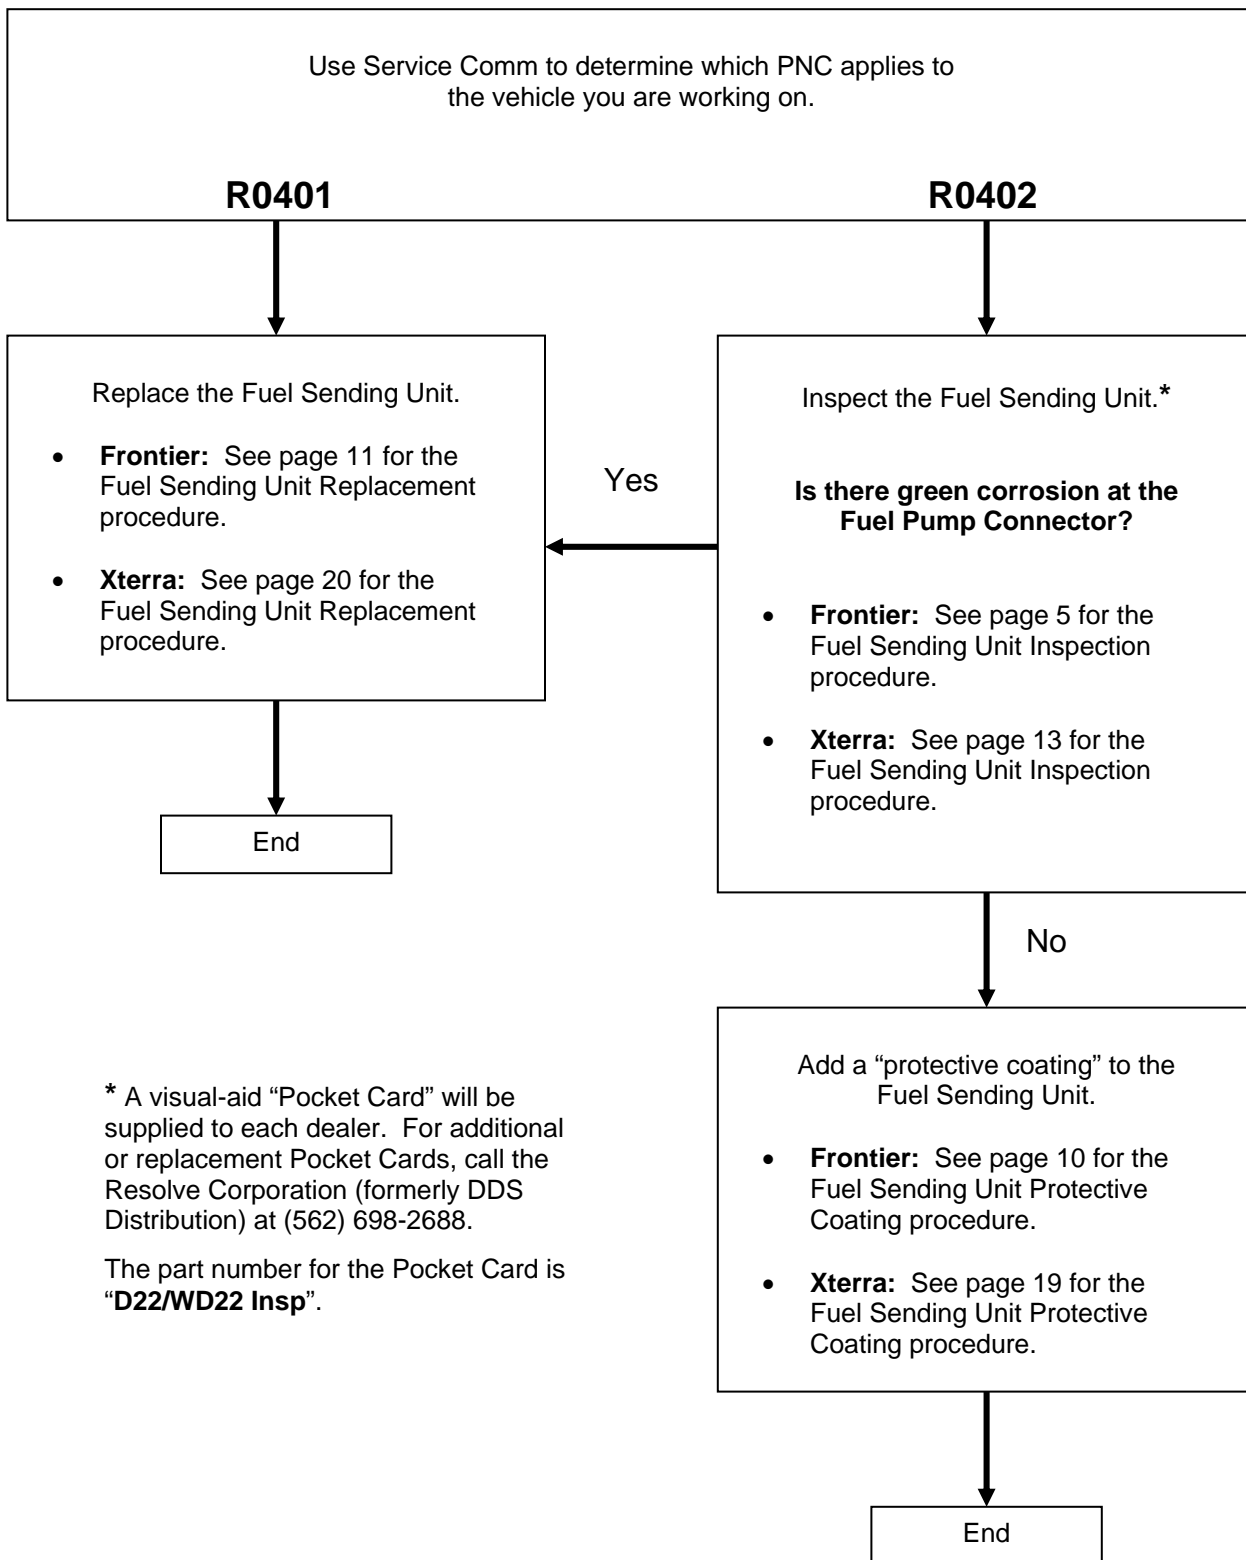 Use Service Comm to determine which PNC applies to
the vehicle you are working on.
R0401
R0402
Replace the Fuel Sending Unit.
• Frontier: See page 11 for the
Fuel Sending Unit Replacement
procedure.
• Xterra: See page 20 for the
Fuel Sending Unit Replacement
procedure.
Yes
Inspect the Fuel Sending Unit.*
Is there green corrosion at the
Fuel Pump Connector?
• Frontier: See page 5 for the
Fuel Sending Unit Inspection
procedure.
• Xterra: See page 13 for the
Fuel Sending Unit Inspection
procedure.
End
No
Add a “protective coating” to the
Fuel Sending Unit.
• Frontier: See page 10 for the
Fuel Sending Unit Protective
Coating procedure.
• Xterra: See page 19 for the
Fuel Sending Unit Protective
Coating procedure.
* A visual-aid “Pocket Card” will be
supplied to each dealer. For additional
or replacement Pocket Cards, call the
Resolve Corporation (formerly DDS
Distribution) at (562) 698-2688.
The part number for the Pocket Card is
“D22/WD22 Insp”.
End